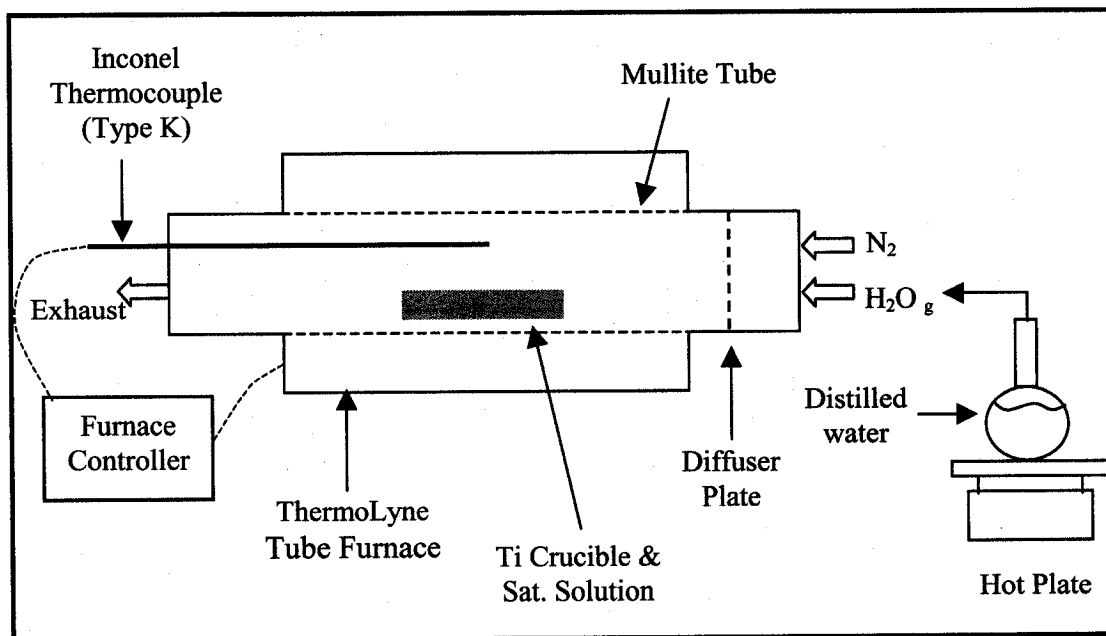 Inconel
Thermocouple
(Type K)
Mullite Tube
N₂
H₂O g
Exhaust
Distilled
water
Furnace
Controller
Diffuser
Plate
ThermoLyne
Tube Furnace
Ti Crucible &
Sat. Solution
Hot Plate